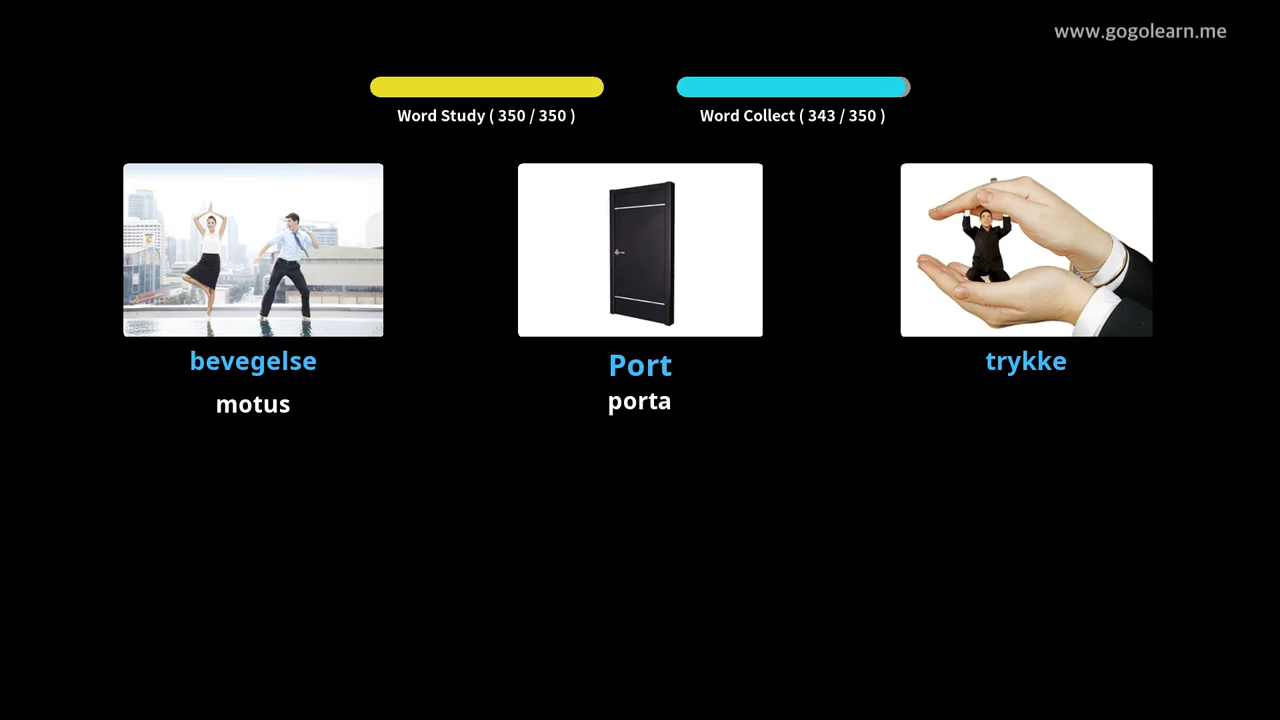 www.gogolearn.me
Word Study ( 350 / 350 )
Word Collect ( 343 / 350 )
bevegelse
motus
Port
porta
trykke